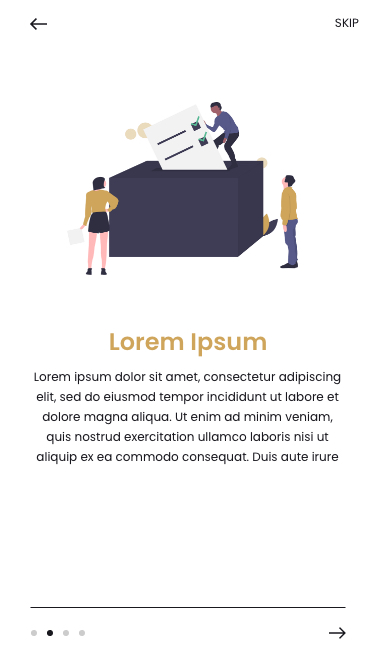 SKIP
Lorem Ipsum
Lorem ipsum dolor sit amet, consectetur adipiscing
elit, sed do eiusmod tempor incididunt ut labore et
dolore magna aliqua. Ut enim ad minim veniam,
quis nostrud exercitation ullamco laboris nisi ut
aliquip ex ea commodo consequat. Duis aute irure